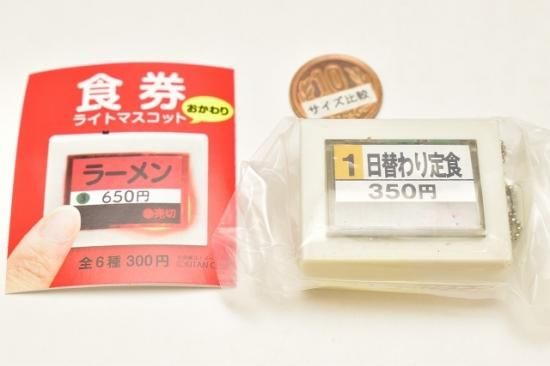 食券
ライトマスコット
おかわり
ラーメン
3 650円
売切
全6種 300円
10
サイズ比較
1 日替わり定食
350円